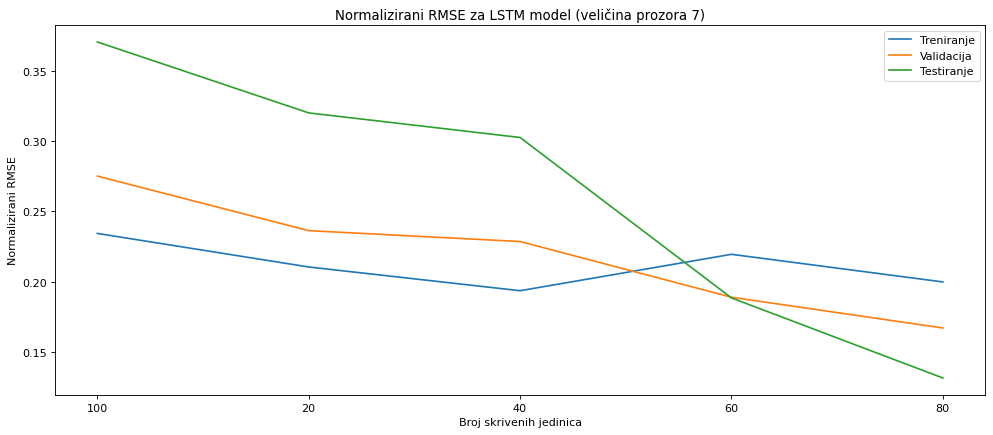 Normalizirani RMSE za LSTM model (veličina prozora 7)
Treniranje
Validacija
Testiranje
Normalizirani RMSE
0.35
0.30
0.25
0.20
0.15
100 20 40 60 80
Broj skrivenih jedinica